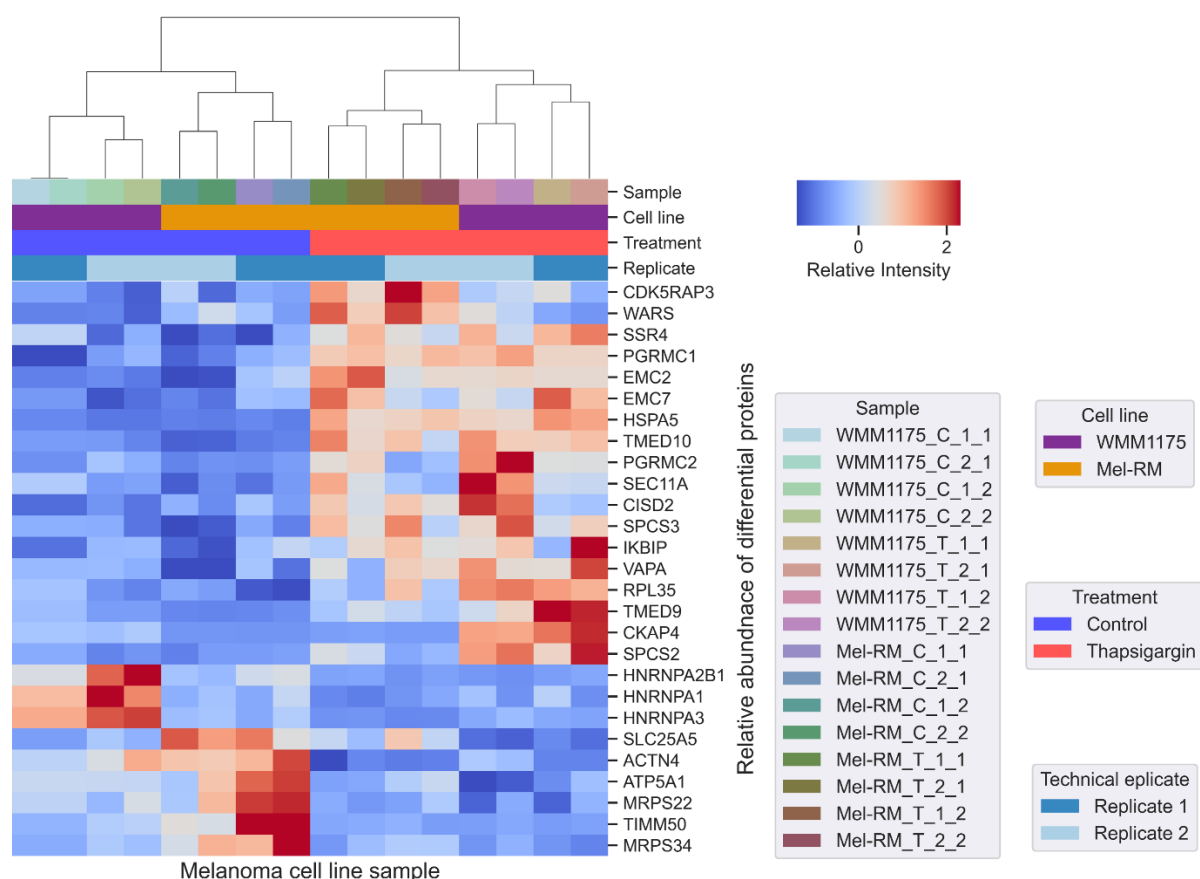 Sample
Cell line
Treatment
Replicate
CDK5RAP3
WARS
SSR4
PGRMC1
EMC2
EMC7
HSPA5
TMED10
PGRMC2
SEC11A
CISD2
SPCS3
IKBIP
VAPA
RPL35
TMED9
CKAP4
SPCS2
HNRNPA2B1
HNRNPA1
HNRNPA3
SLC25A5
ACTN4
ATP5A1
MRPS22
TIMM50
MRPS34
Melanoma cell line sample
0 2
Relative Intensity
Relative abundnace of differential proteins
Sample
WMM1175_C_1_1
WMM1175_C_2_1
WMM1175_C_1_2
WMM1175_C_2_2
WMM1175_T_1_1
WMM1175_T_2_1
WMM1175_T_1_2
WMM1175_T_2_2
Mel-RM_C_1_1
Mel-RM_C_2_1
Mel-RM_C_1_2
Mel-RM_C_2_2
Mel-RM_T_1_1
Mel-RM_T_2_1
Mel-RM_T_1_2
Mel-RM_T_2_2
Cell line
WMM1175
Mel-RM
Treatment
Control
Thapsigargin
Technical eplicate
Replicate 1
Replicate 2